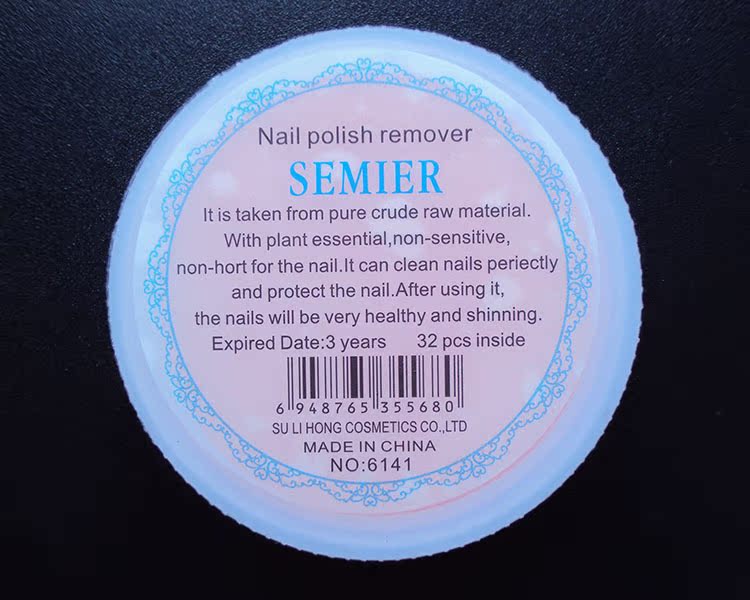 Nail polish remover
SEMIER
It is taken from pure crude raw material.
With plant essential,non-sensitive,
non-hort for the nail.It can clean nails periectly
and protect the nail.After using it,
the nails will be very healthy and shinning.
Expired Date:3 years 32 pcs inside
6 948765 355680
SU LI HONG COSMETICS CO.,LTD
MADE IN CHINA
NO:6141